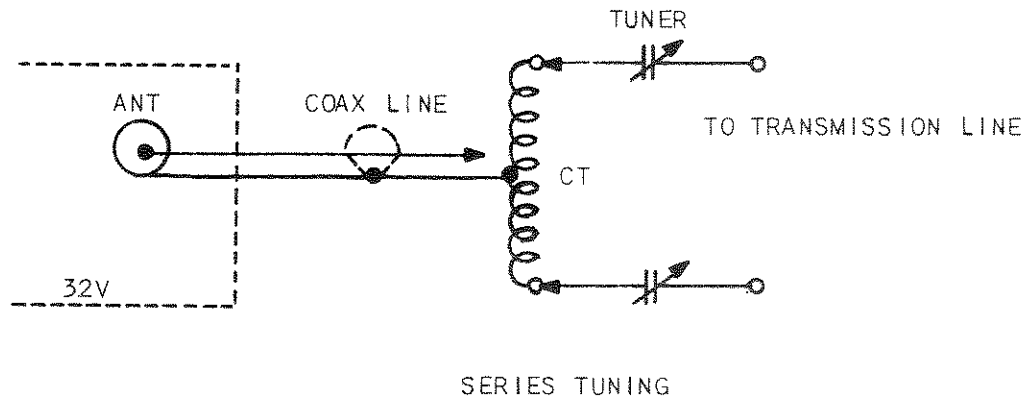 TUNER
ANT
COAX LINE
TO TRANSMISSION LINE
CT
32V
SERIES TUNING